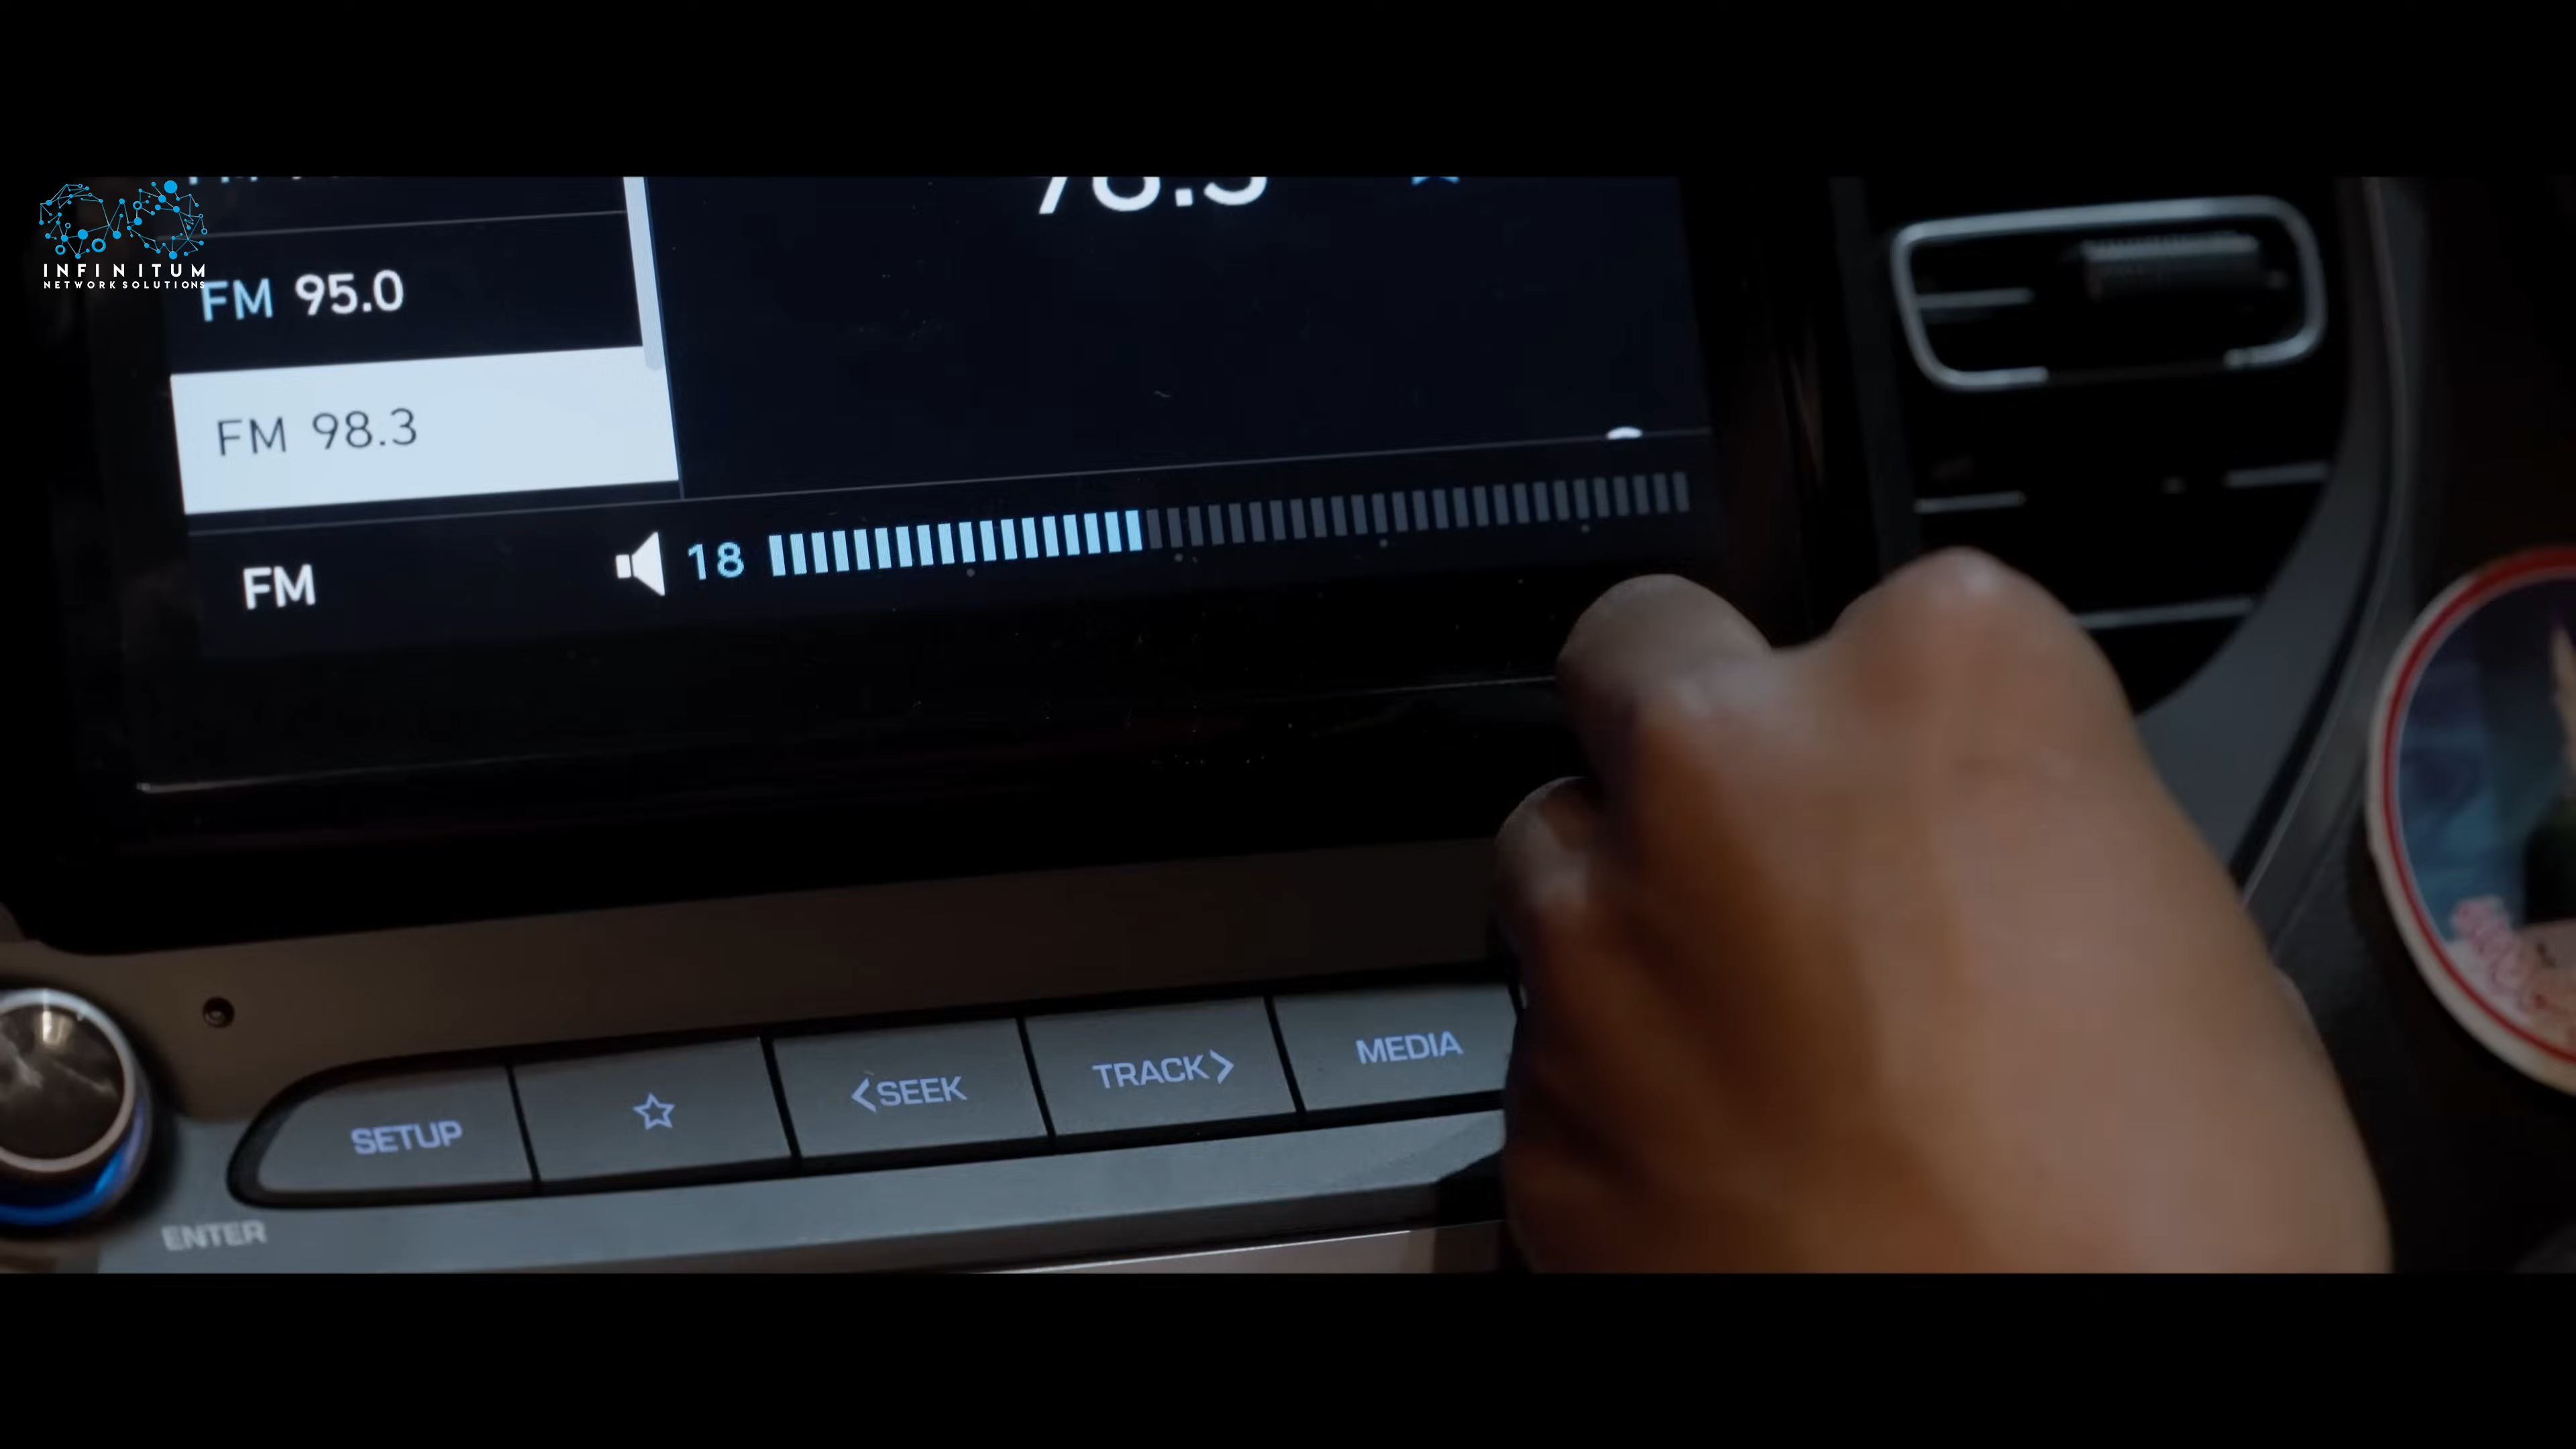 INFINITUM
NETWORK SOLUTIONS
FM 95.0
FM 98.3
FM
18
SETUP
<SEEK
TRACK>
MEDIA
ENTER